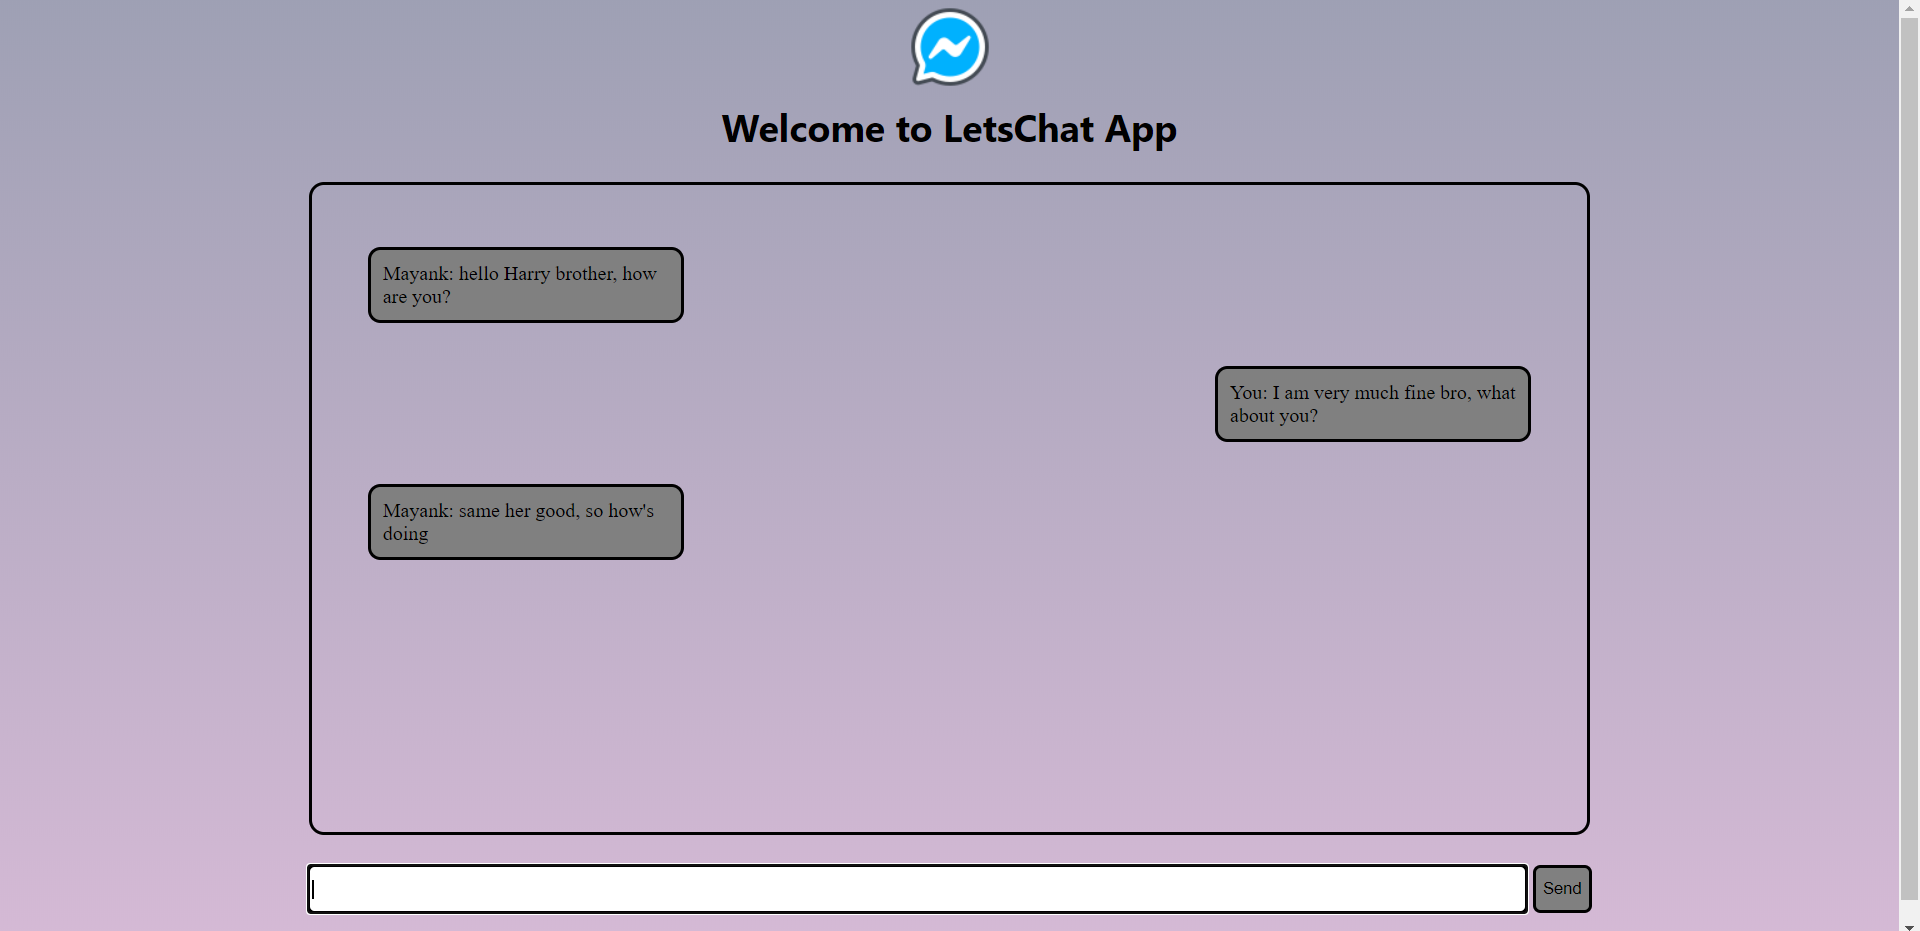 Welcome to LetsChat App
Mayank: hello Harry brother, how
are you?
You: I am very much fine bro, what
about you?
Mayank: same her good, so how's
doing
Send